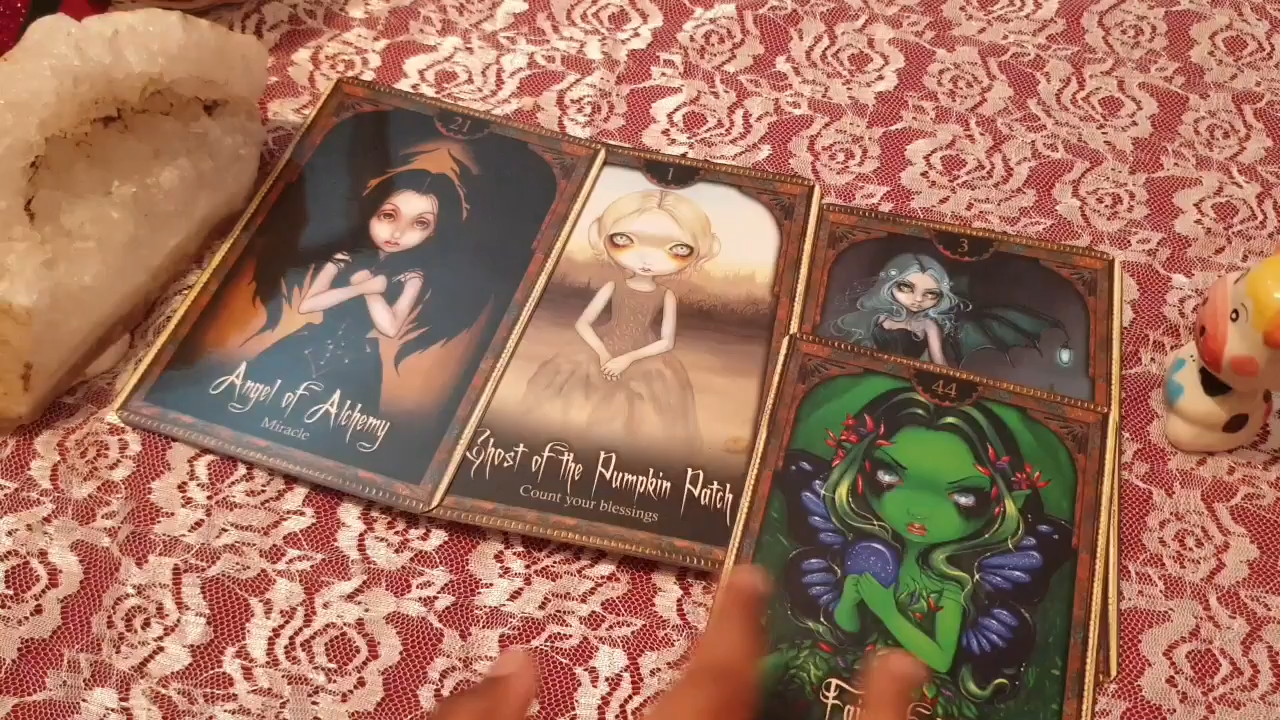 21
Angel of Alchemy
Miracle
1
Ghost of the Pumpkin Patch
Count your blessings
3
44